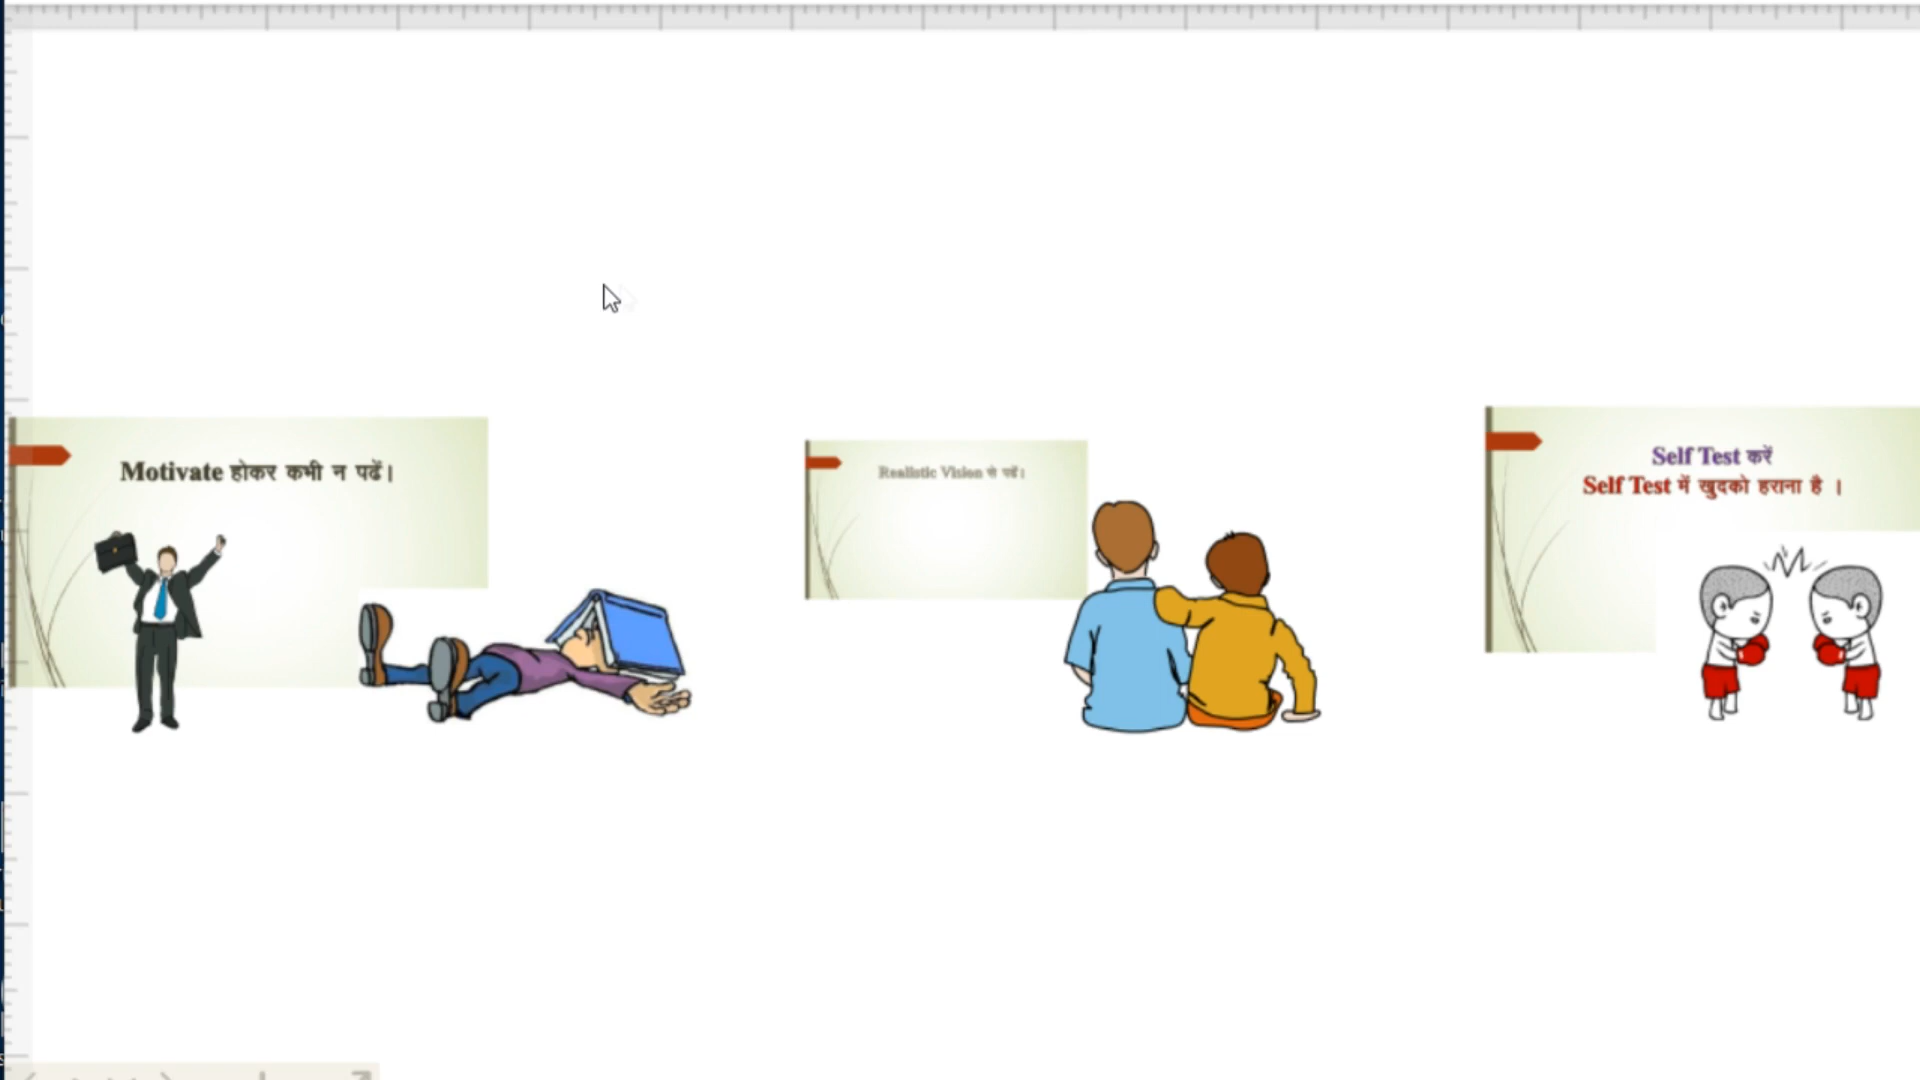 Motivate होकर कभी न पढें।
Realistic Vision से पढें।
Self Test करें
Self Test में खुदको हराना है ।